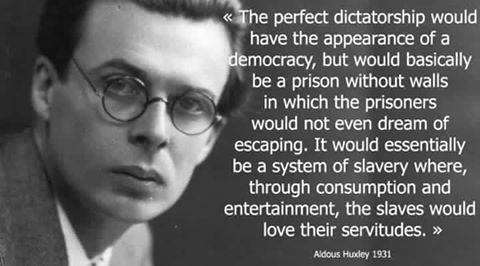 « The perfect dictatorship would
have the appearance of a
democracy, but would basically
be a prison without walls
in which the prisoners
would not even dream of
escaping. It would essentially
be a system of slavery where,
through consumption and
entertainment, the slaves would
love their servitudes. »
Aldous Huxley 1931